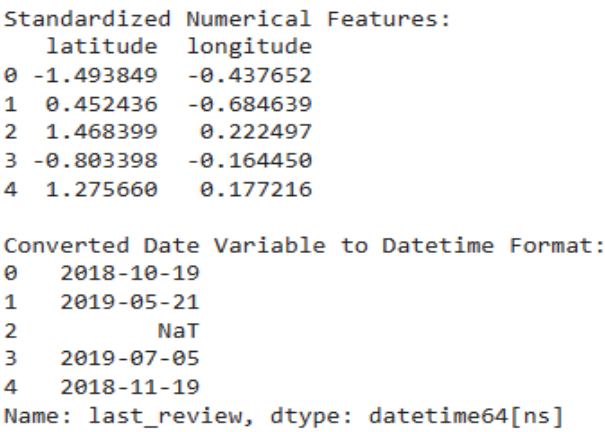 Standardized Numerical Features:
   latitude  longitude
0 -1.493849  -0.437652
1  0.452436  -0.684639
2  1.468399   0.222497
3 -0.803398  -0.164450
4  1.275660   0.177216

Converted Date Variable to Datetime Format:
0   2018-10-19
1   2019-05-21
2          NaT
3   2019-07-05
4   2018-11-19
Name: last_review, dtype: datetime64[ns]